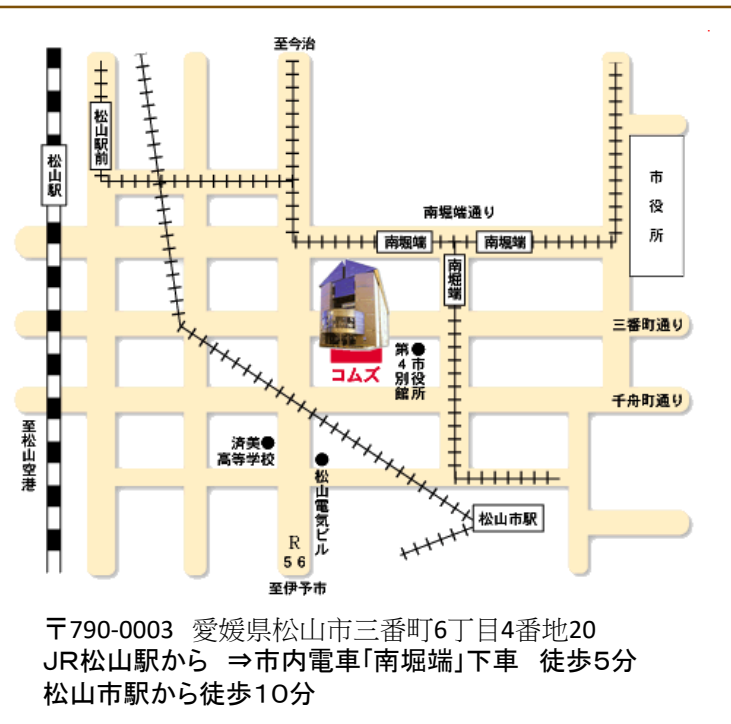 至今治
松山駅前
松山駅
市役所
南堀端通り
南堀端
南堀端
南堀端
三番町通り
コムズ
市役所
第4別館
千舟町通り
至松山空港
済美
高等学校
松山電気ビル
松山市駅
R
56
至伊予市
〒790-0003 愛媛県松山市三番町6丁目4番地20
JR松山駅から ⇒市内電車「南堀端」下車 徒歩5分
松山市駅から徒歩10分